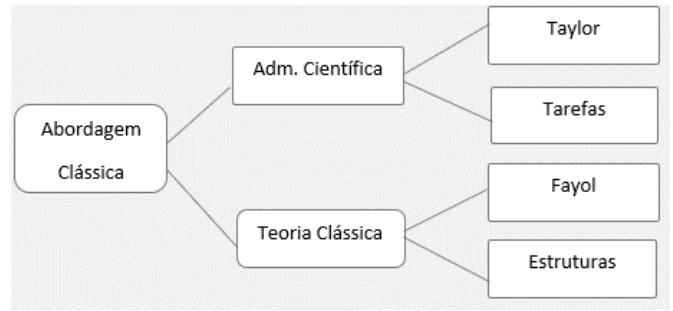 Abordagem
Clássica
Adm. Científica
Taylor
Tarefas
Teoria Clássica
Fayol
Estruturas